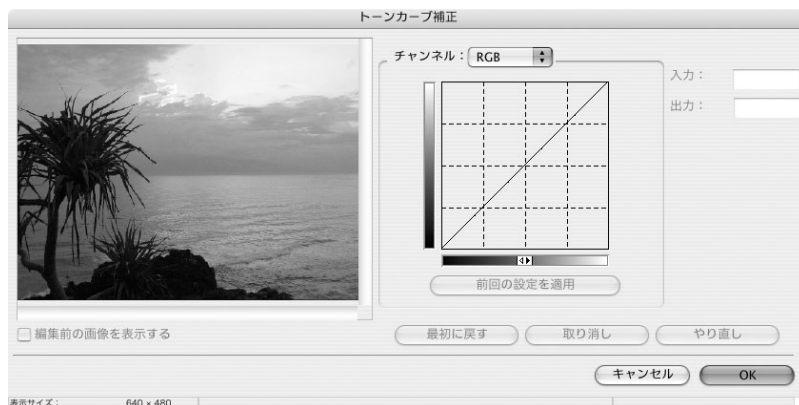 トーンカーブ補正
チャンネル： RGB
入力：
出力：
前回の設定を適用
編集前の画像を表示する
最初に戻す
取り消し
やり直し
キャンセル
OK
表示サイズ： 640 × 480